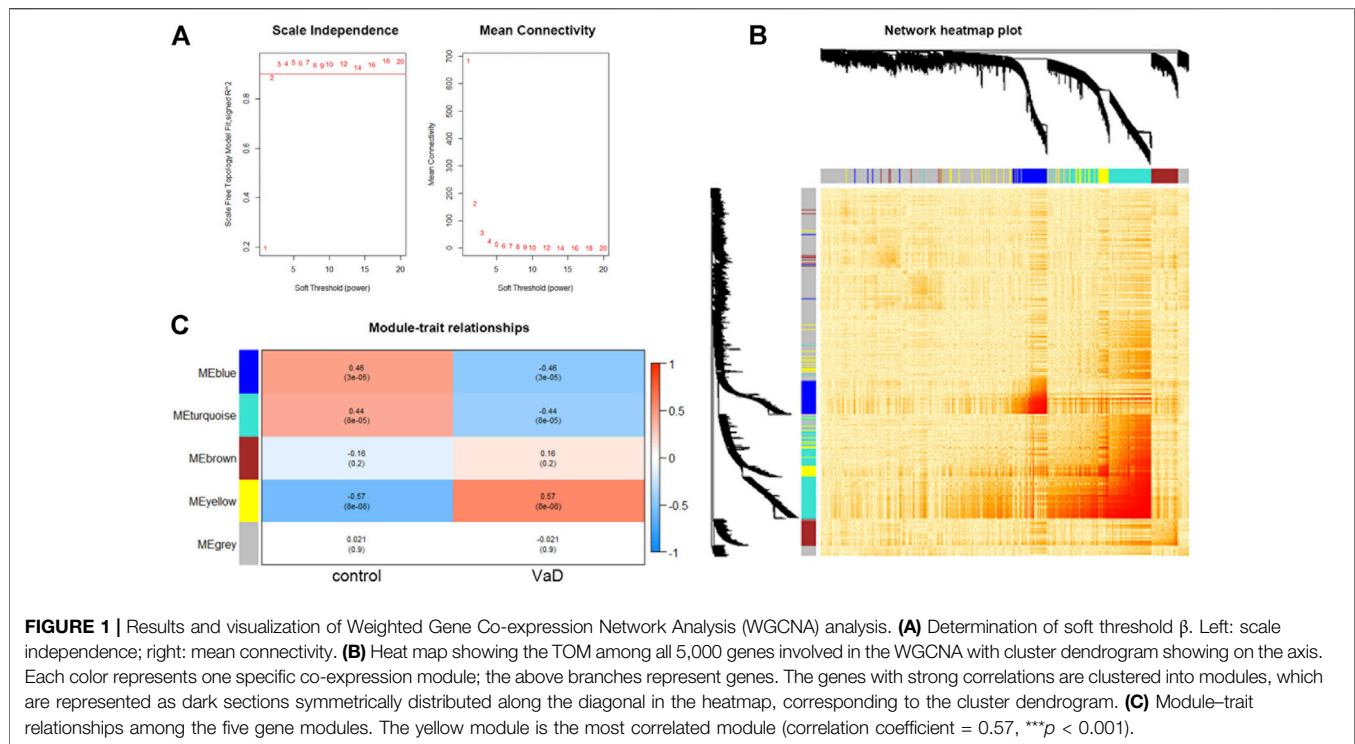 A
Scale Independence
Scale Free Topology Model Fit,signed R^2
0.8
0.6
0.4
0.2
1
2
3 4 5 6 7 8 9 10 12 14 16 18 20
5 10 15 20
Soft Threshold (power)
Mean Connectivity
Mean Connectivity
700
600
500
400
300
200
100
0
1
2
3
4 5 6 7 8 9 10 12 14 16 18 20
5 10 15 20
Soft Threshold (power)
B
Network heatmap plot
C
Module-trait relationships
MEblue
0.46
(3e-05)
-0.46
(3e-05)
MEturquoise
0.44
(8e-05)
-0.44
(8e-05)
MEbrown
-0.16
(0.2)
0.16
(0.2)
MEyellow
-0.57
(8e-08)
0.57
(8e-08)
MEgrey
0.021
(0.9)
-0.021
(0.9)
control VaD
1
0.5
0
-0.5
-1
FIGURE 1 | Results and visualization of Weighted Gene Co-expression Network Analysis (WGCNA) analysis. (A) Determination of soft threshold β. Left: scale
independence; right: mean connectivity. (B) Heat map showing the TOM among all 5,000 genes involved in the WGCNA with cluster dendrogram showing on the axis.
Each color represents one specific co-expression module; the above branches represent genes. The genes with strong correlations are clustered into modules, which
are represented as dark sections symmetrically distributed along the diagonal in the heatmap, corresponding to the cluster dendrogram. (C) Module–trait
relationships among the five gene modules. The yellow module is the most correlated module (correlation coefficient = 0.57, ***p < 0.001).